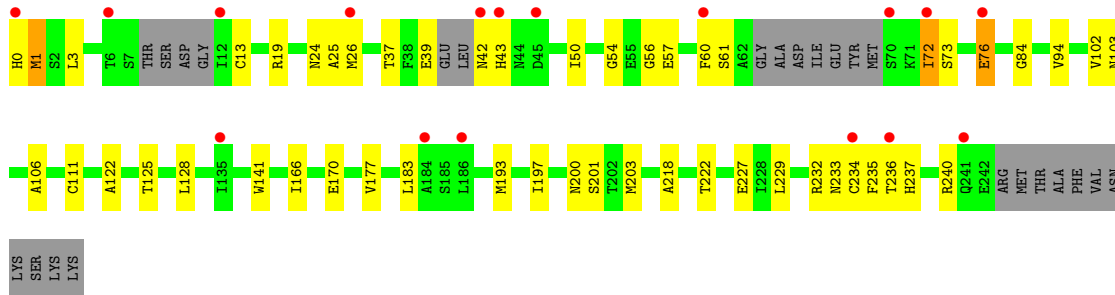 H0 M1 S2 L3 T6 S7 THR SER ASP GLY I12 C13 R19 N24 A25 M26 T37 F38 E39 GLU LEU N42 H43 N44 D45 I50 G54 E55 G56 E57 F60 S61 A62 GLY ALA ASP ILE GLU TYR MET S70 K71 I72 S73 E76 G84 V94 V102 N103
A106 C111 A122 T125 L128 I135 W141 I166 E170 V177 L183 A184 S185 L186 M193 I197 N200 S201 T202 M203 A218 T222 E227 I228 L229 R232 N233 C234 F235 T236 H237 R240 Q241 E242 ARG MET THR ALA PHE VAL ASN
LYS SER LYS LYS